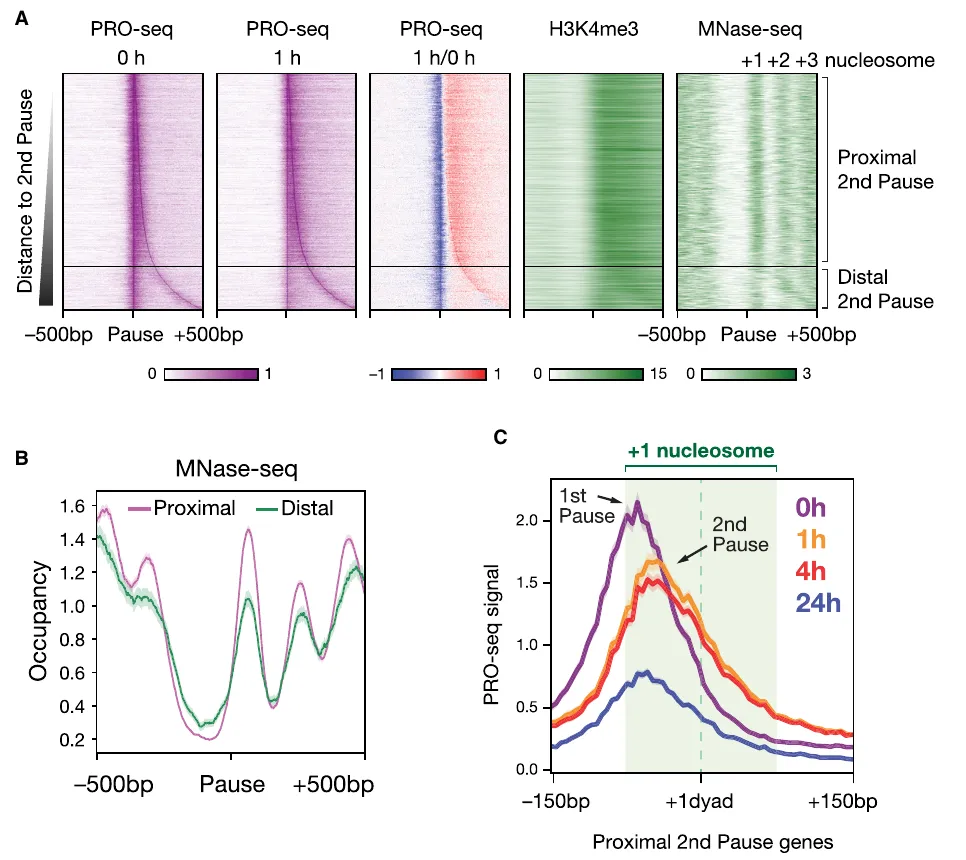 A
PRO-seq
0 h
PRO-seq
1 h
PRO-seq
1 h/0 h
H3K4me3
MNase-seq
+1 +2 +3 nucleosome
Distance to 2nd Pause
Proximal
2nd Pause
Distal
2nd Pause
−500bp Pause +500bp
−500bp Pause +500bp
0 1
−1 1
0 15
0 3
B
MNase-seq
Proximal Distal
Occupancy
1.6
1.4
1.2
1.0
0.8
0.6
0.4
0.2
−500bp Pause +500bp
C
+1 nucleosome
1st
Pause
2nd
Pause
0h
1h
4h
24h
PRO-seq signal
2.0
1.5
1.0
0.5
0.0
−150bp +1dyad +150bp
Proximal 2nd Pause genes